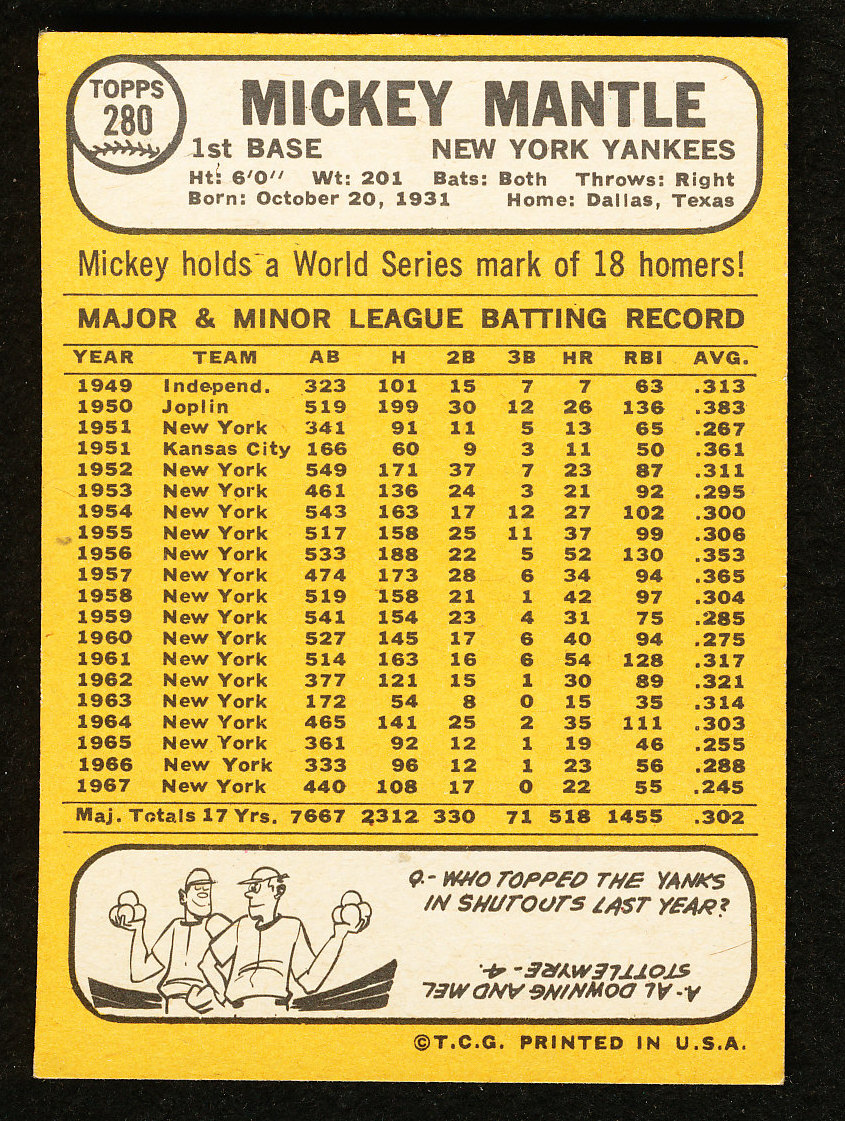 TOPPS
280
MICKEY MANTLE
1st BASE NEW YORK YANKEES
Ht: 6'0" Wt: 201 Bats: Both Throws: Right
Born: October 20, 1931 Home: Dallas, Texas
Mickey holds a World Series mark of 18 homers!
MAJOR & MINOR LEAGUE BATTING RECORD
YEAR TEAM AB H 2B 3B HR RBI AVG.
1949 Independ. 323 101 15 7 7 63 .313
1950 Joplin 519 199 30 12 26 136 .383
1951 New York 341 91 11 5 13 65 .267
1951 Kansas City 166 60 9 3 11 50 .361
1952 New York 549 171 37 7 23 87 .311
1953 New York 461 136 24 3 21 92 .295
1954 New York 543 163 17 12 27 102 .300
1955 New York 517 158 25 11 37 99 .306
1956 New York 533 188 22 5 52 130 .353
1957 New York 474 173 28 6 34 94 .365
1958 New York 519 158 21 1 42 97 .304
1959 New York 541 154 23 4 31 75 .285
1960 New York 527 145 17 6 40 94 .275
1961 New York 514 163 16 6 54 128 .317
1962 New York 377 121 15 1 30 89 .321
1963 New York 172 54 8 0 15 35 .314
1964 New York 465 141 25 2 35 111 .303
1965 New York 361 92 12 1 19 46 .255
1966 New York 333 96 12 1 23 56 .288
1967 New York 440 108 17 0 22 55 .245
Maj. Totals 17 Yrs. 7667 2312 330 71 518 1455 .302
Q.- WHO TOPPED THE YANKS
IN SHUTOUTS LAST YEAR?
A- AL DOWNING AND MEL
STOTTLEMYRE - 4.
©T.C.G. PRINTED IN U.S.A.